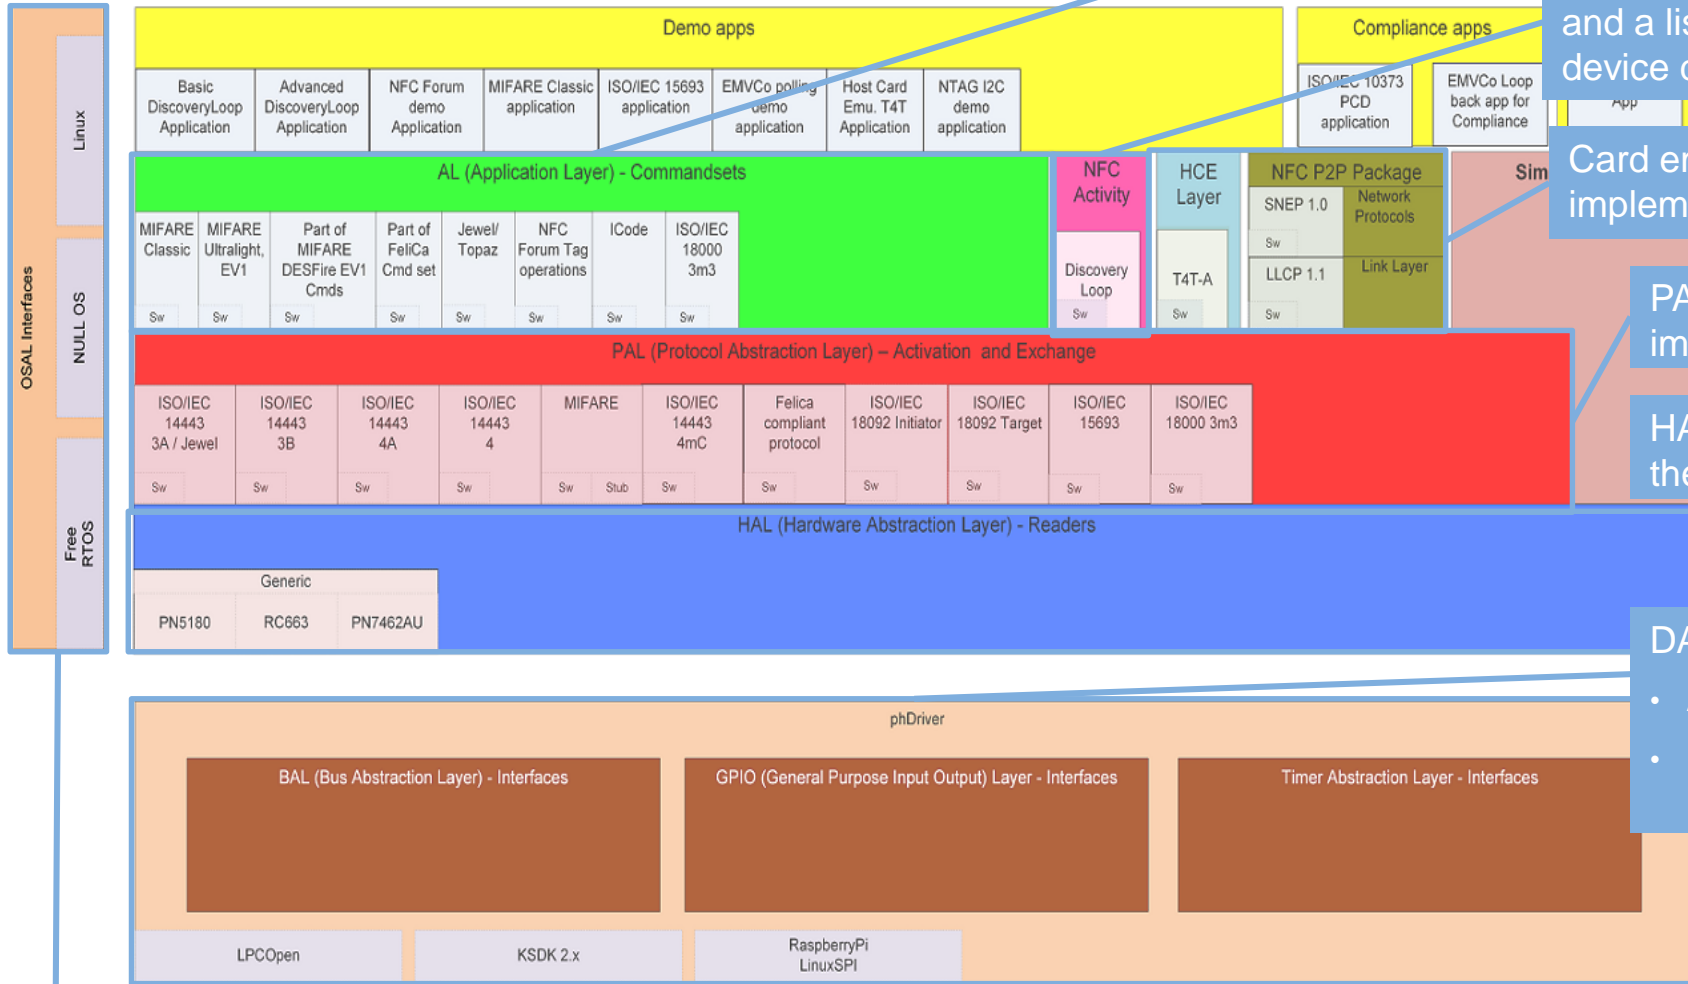 Demo apps
Compliance apps
and a lis
device c
Basic
DiscoveryLoop
Application
Advanced
DiscoveryLoop
Application
NFC Forum
demo
Application
MIFARE Classic
application
ISO/IEC 15693
application
EMVCo polling
demo
application
Host Card
Emu. T4T
Application
NTAG I2C
demo
application
ISO/IEC 10373
PCD
application
EMVCo Loop
back app for
Compliance
App
OSAL Interfaces
Linux
NULL OS
Free
RTOS
AL (Application Layer) - Commandsets
MIFARE
Classic
Sw
MIFARE
Ultralight,
EV1
Sw
Part of
MIFARE
DESFire EV1
Cmds
Sw
Part of
FeliCa
Cmd set
Sw
Jewel/
Topaz
Sw
NFC
Forum Tag
operations
Sw
ICode
Sw
ISO/IEC
18000
3m3
Sw
NFC
Activity
Discovery
Loop
Sw
HCE
Layer
T4T-A
Sw
NFC P2P Package
SNEP 1.0
Sw
Network
Protocols
LLCP 1.1
Sw
Link Layer
Sim
Card em
implem
PA
im
HA
the
PAL (Protocol Abstraction Layer) – Activation and Exchange
ISO/IEC
14443
3A / Jewel
Sw
ISO/IEC
14443
3B
Sw
ISO/IEC
14443
4A
Sw
ISO/IEC
14443
4
Sw
MIFARE
Sw
Stub
ISO/IEC
14443
4mC
Sw
Felica
compliant
protocol
Sw
ISO/IEC
18092 Initiator
Sw
ISO/IEC
18092 Target
Sw
ISO/IEC
15693
Sw
ISO/IEC
18000 3m3
Sw
HAL (Hardware Abstraction Layer) - Readers
Generic
PN5180
RC663
PN7462AU
DA
phDriver
BAL (Bus Abstraction Layer) - Interfaces
GPIO (General Purpose Input Output) Layer - Interfaces
Timer Abstraction Layer - Interfaces
LPCOpen
KSDK 2.x
RaspberryPi
LinuxSPI